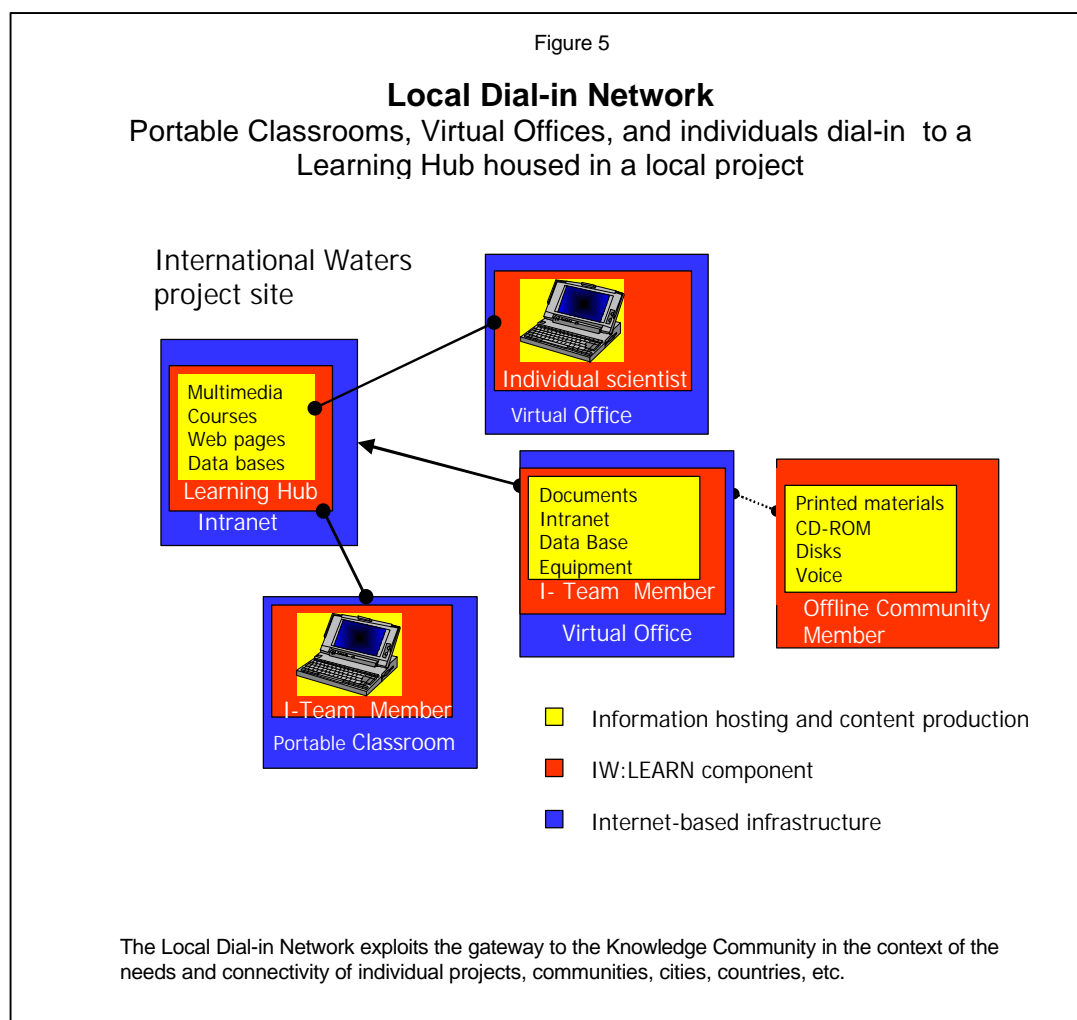 Figure 5
Local Dial-in Network
Portable Classrooms, Virtual Offices, and individuals dial-in to a
Learning Hub housed in a local project
International Waters
project site
Individual scientist
Virtual Office
Multimedia
Courses
Web pages
Data bases
Learning Hub
Intranet
Documents
Intranet
Data Base
Equipment
I- Team Member
Virtual Office
Printed materials
CD-ROM
Disks
Voice
Offline Community
Member
I-Team Member
Portable Classroom
Information hosting and content production
IW:LEARN component
Internet-based infrastructure
The Local Dial-in Network exploits the gateway to the Knowledge Community in the context of the
needs and connectivity of individual projects, communities, cities, countries, etc.